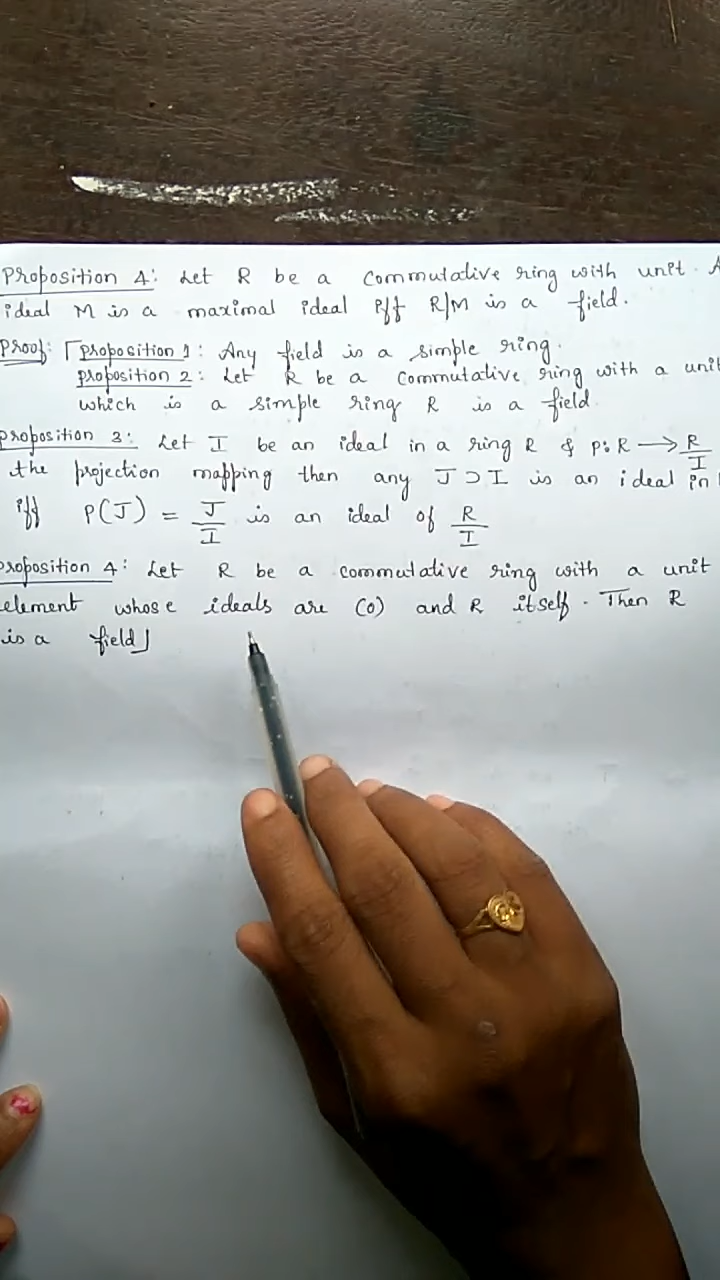 Proposition 4: Let R be a commutative ring with unit. A
ideal M is a maximal ideal iff R/M is a field.
Proof: ⌈Proposition 1: Any field is a simple ring.
Proposition 2: Let R be a commutative ring with a unit
which is a simple ring R is a field
Proposition 3: Let I be an ideal in a ring R & P: R ⟶ R/I
the projection mapping then any J ⊃ I is an ideal in
iff P(J) = J/I is an ideal of R/I
Proposition 4: Let R be a commutative ring with a unit
element whose ideals are (0) and R itself. Then R
is a field⌋